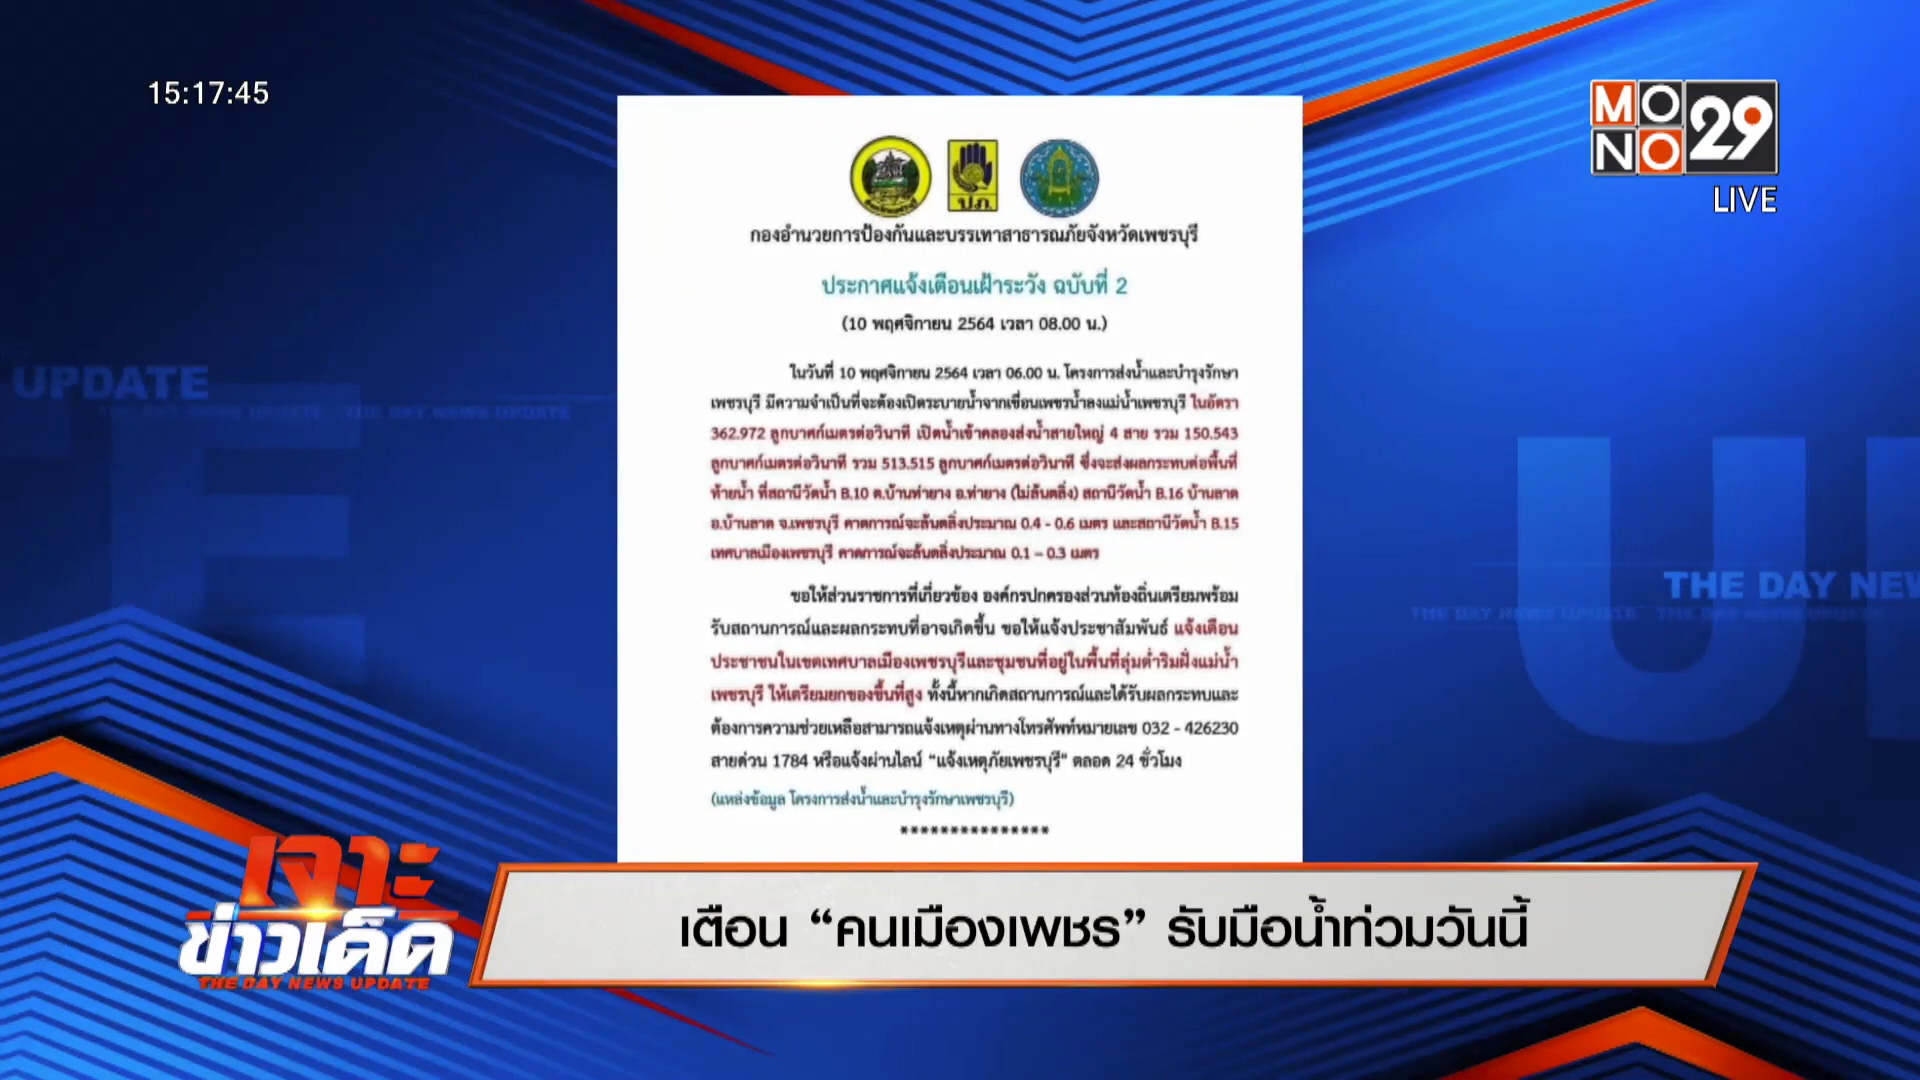 15:17:45
MONO 29
LIVE
ปภ.
กองอำนวยการป้องกันและบรรเทาสาธารณภัยจังหวัดเพชรบุรี
ประกาศแจ้งเตือนเฝ้าระวัง ฉบับที่ 2
(10 พฤศจิกายน 2564 เวลา 08.00 น.)
ในวันที่ 10 พฤศจิกายน 2564 เวลา 06.00 น. โครงการส่งน้ำและบำรุงรักษา
เพชรบุรี มีความจำเป็นที่จะต้องเปิดระบายน้ำจากเขื่อนเพชรน้ำลงแม่น้ำเพชรบุรี ในอัตรา
362.972 ลูกบาศก์เมตรต่อวินาที เปิดน้ำเข้าคลองส่งน้ำสายใหญ่ 4 สาย รวม 150.543
ลูกบาศก์เมตรต่อวินาที รวม 513.515 ลูกบาศก์เมตรต่อวินาที ซึ่งจะส่งผลกระทบต่อพื้นที่
ท้ายน้ำ ที่สถานีวัดน้ำ B.10 ต.บ้านท่ายาง อ.ท่ายาง (ไม่ล้นตลิ่ง) สถานีวัดน้ำ B.16 บ้านลาด
อ.บ้านลาด จ.เพชรบุรี คาดการณ์จะล้นตลิ่งประมาณ 0.4 - 0.6 เมตร และสถานีวัดน้ำ B.15
เทศบาลเมืองเพชรบุรี คาดการณ์จะล้นตลิ่งประมาณ 0.1 – 0.3 เมตร
ขอให้ส่วนราชการที่เกี่ยวข้อง องค์กรปกครองส่วนท้องถิ่นเตรียมพร้อม
รับสถานการณ์และผลกระทบที่อาจเกิดขึ้น ขอให้แจ้งประชาสัมพันธ์ แจ้งเตือน
ประชาชนในเขตเทศบาลเมืองเพชรบุรีและชุมชนที่อยู่ในพื้นที่ลุ่มต่ำริมฝั่งแม่น้ำ
เพชรบุรี ให้เตรียมยกของขึ้นที่สูง ทั้งนี้หากเกิดสถานการณ์และได้รับผลกระทบและ
ต้องการความช่วยเหลือสามารถแจ้งเหตุผ่านทางโทรศัพท์หมายเลข 032 - 426230
สายด่วน 1784 หรือแจ้งผ่านไลน์ “แจ้งเหตุภัยเพชรบุรี” ตลอด 24 ชั่วโมง
(แหล่งข้อมูล โครงการส่งน้ำและบำรุงรักษาเพชรบุรี)
***************
UPDATE
THE DAY NEWS UPDATE THE DAY NEWS UPDATE
THE DAY NEW
THE DAY NEWS UPDATE THE DAY NEWS UPDATE
เจาะ
ข่าวเด็ด
THE DAY NEWS UPDATE
เตือน “คนเมืองเพชร” รับมือน้ำท่วมวันนี้